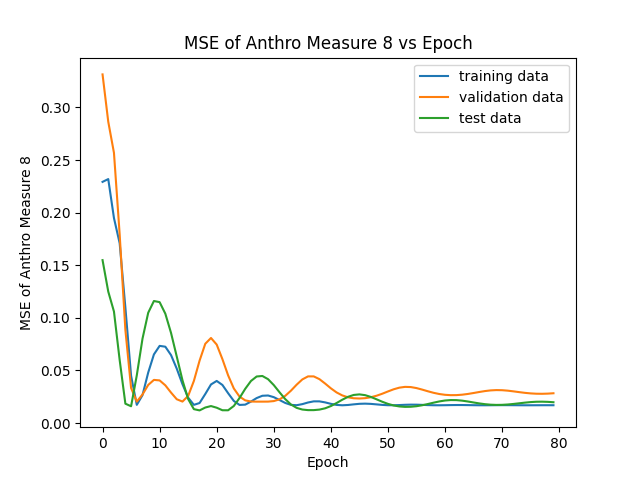 MSE of Anthro Measure 8 vs Epoch
training data
validation data
test data
MSE of Anthro Measure 8
0.30
0.25
0.20
0.15
0.10
0.05
0.00
0 10 20 30 40 50 60 70 80
Epoch